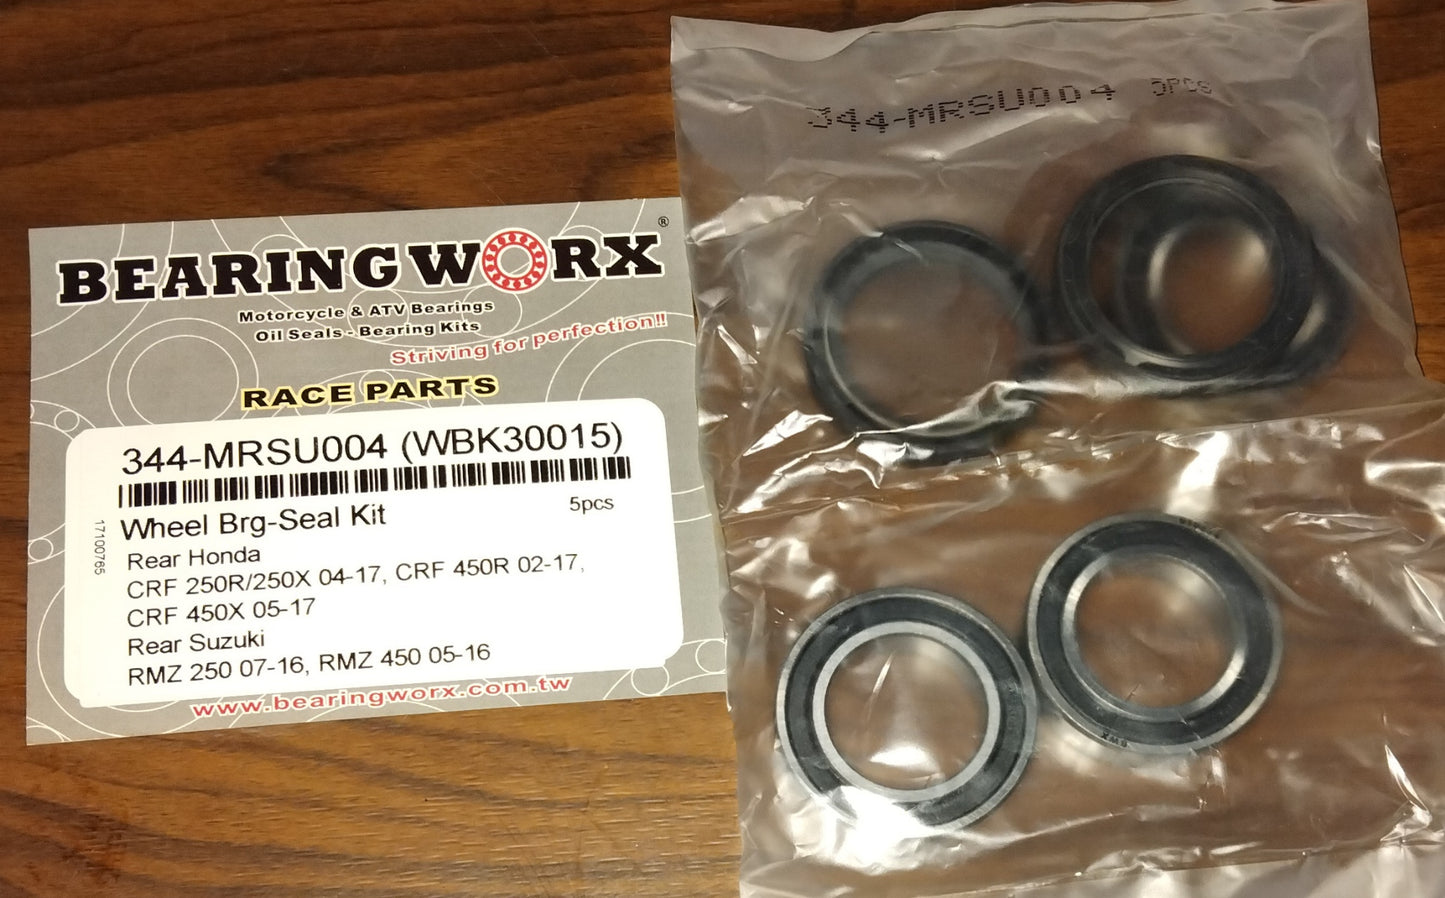 BEARINGWORX®
Motorcycle & ATV Bearings
Oil Seals - Bearing Kits
Striving for perfection!!
RACE PARTS
344-MRSU004 (WBK30015)
Wheel Brg-Seal Kit
5pcs
17100765
Rear Honda
CRF 250R/250X 04-17, CRF 450R 02-17,
CRF 450X 05-17
Rear Suzuki
RMZ 250 07-16, RMZ 450 05-16
www.bearingworx.com.tw
344-MRSU004 5PCS
BWX